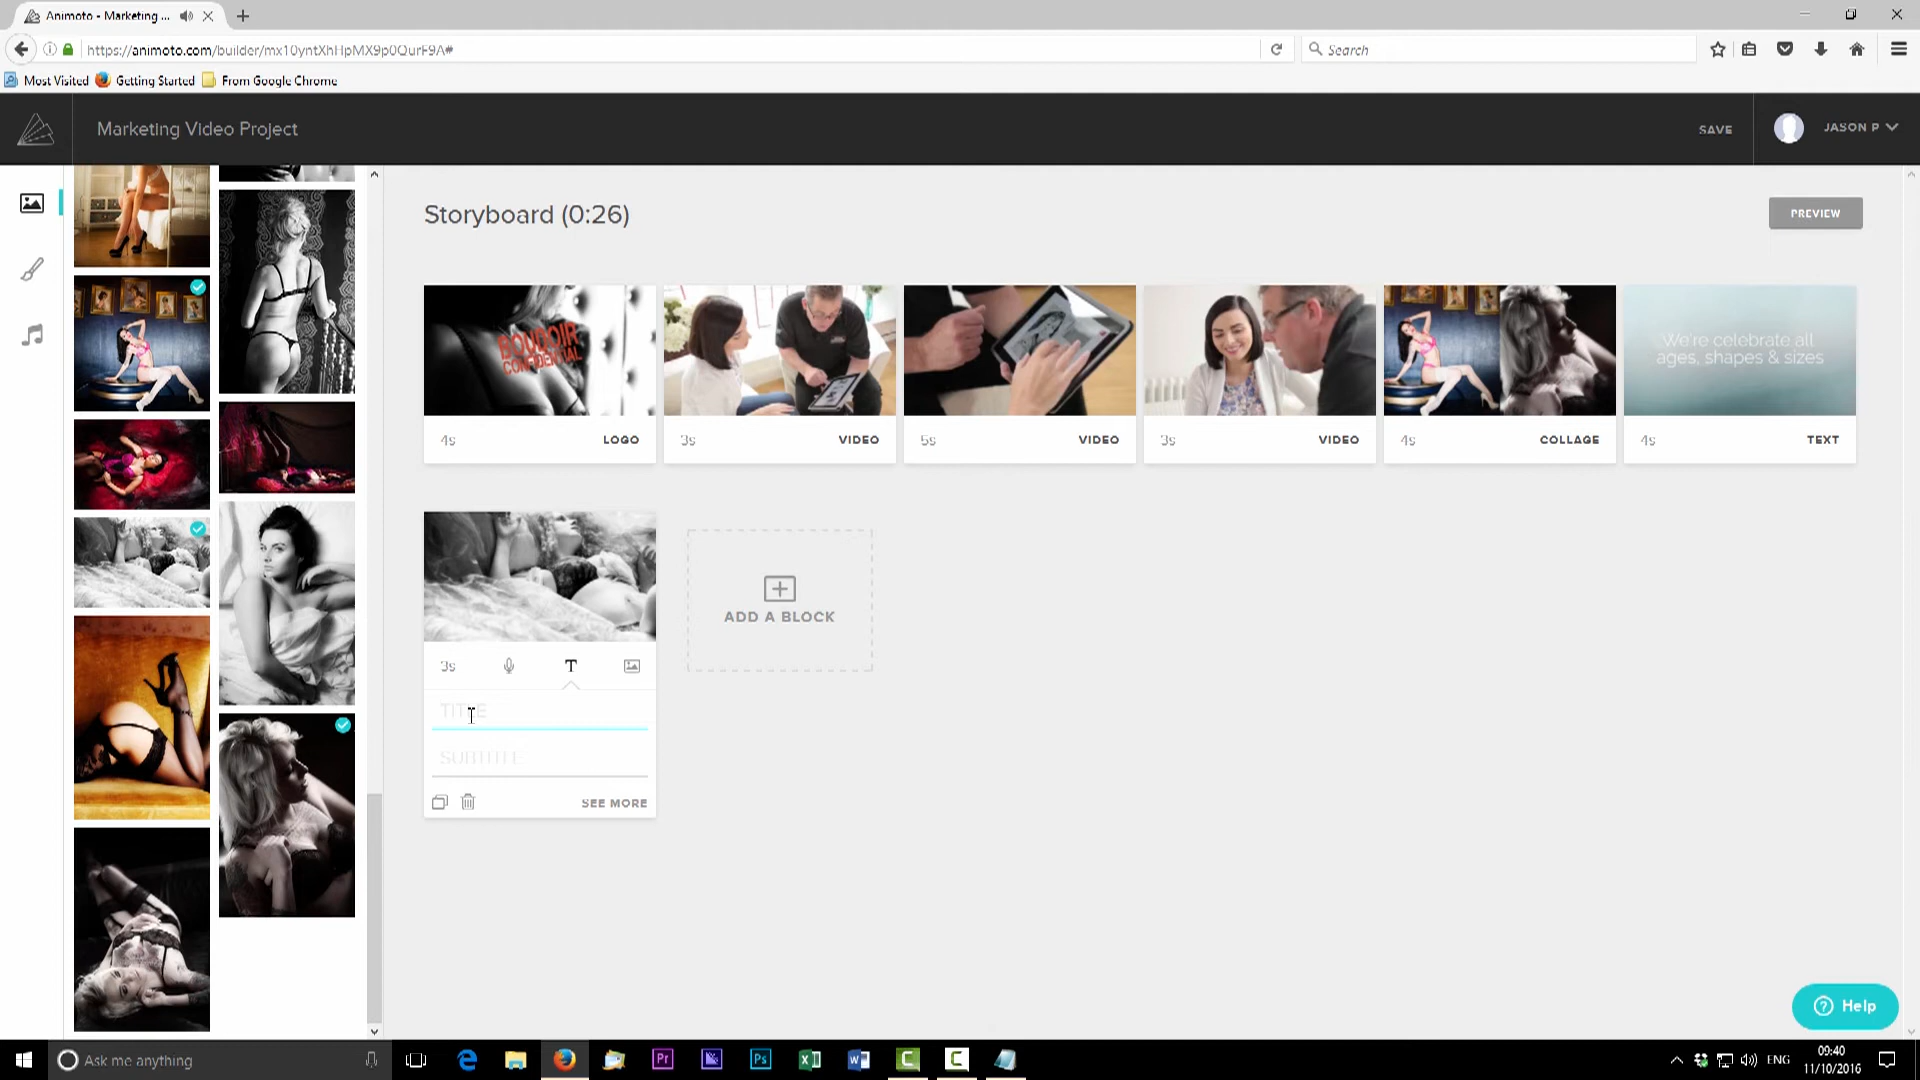 Animoto - Marketing ...
https://animoto.com/builder/mx10yntXhHpMX9p0QurF9A#
Search
Most Visited
Getting Started
From Google Chrome
Marketing Video Project
SAVE
JASON P
Storyboard (0:26)
PREVIEW
BOUDOIR
CONFIDENTIAL
We're celebrate all
ages, shapes & sizes
4s LOGO
3s VIDEO
5s VIDEO
3s VIDEO
4s COLLAGE
4s TEXT
ADD A BLOCK
3s
T
TITLE
SUBTITLE
SEE MORE
Help
Ask me anything
ENG
09:40
11/10/2016